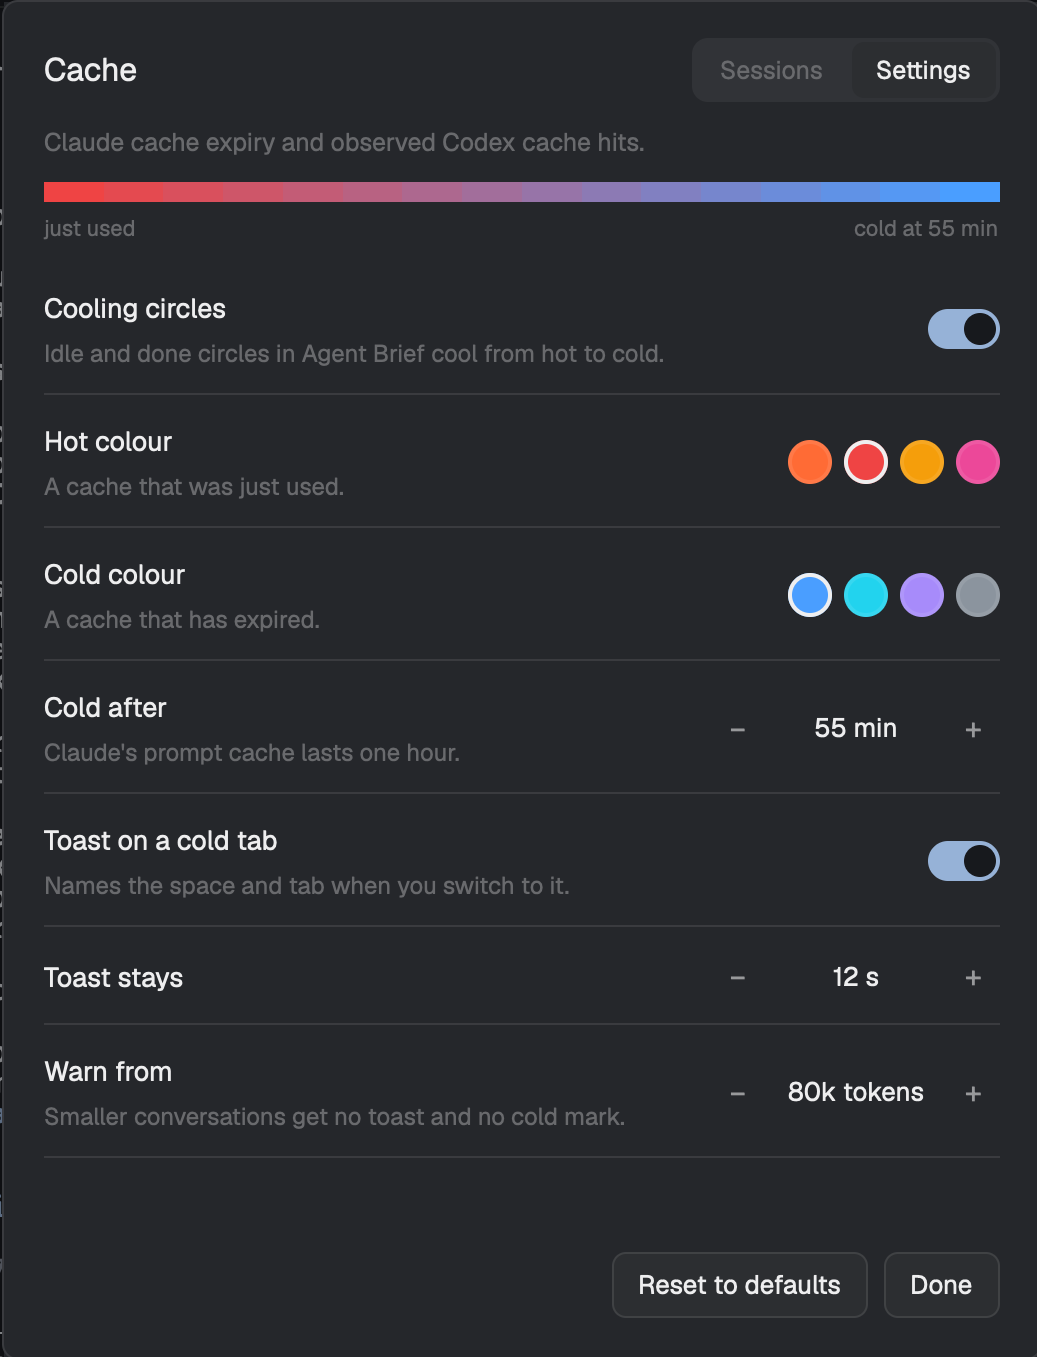 Cache
Sessions
Settings
Claude cache expiry and observed Codex cache hits.
just used
cold at 55 min
Cooling circles
Idle and done circles in Agent Brief cool from hot to cold.
Hot colour
A cache that was just used.
Cold colour
A cache that has expired.
Cold after
Claude's prompt cache lasts one hour.
− 55 min +
Toast on a cold tab
Names the space and tab when you switch to it.
Toast stays
− 12 s +
Warn from
Smaller conversations get no toast and no cold mark.
− 80k tokens +
Reset to defaults
Done